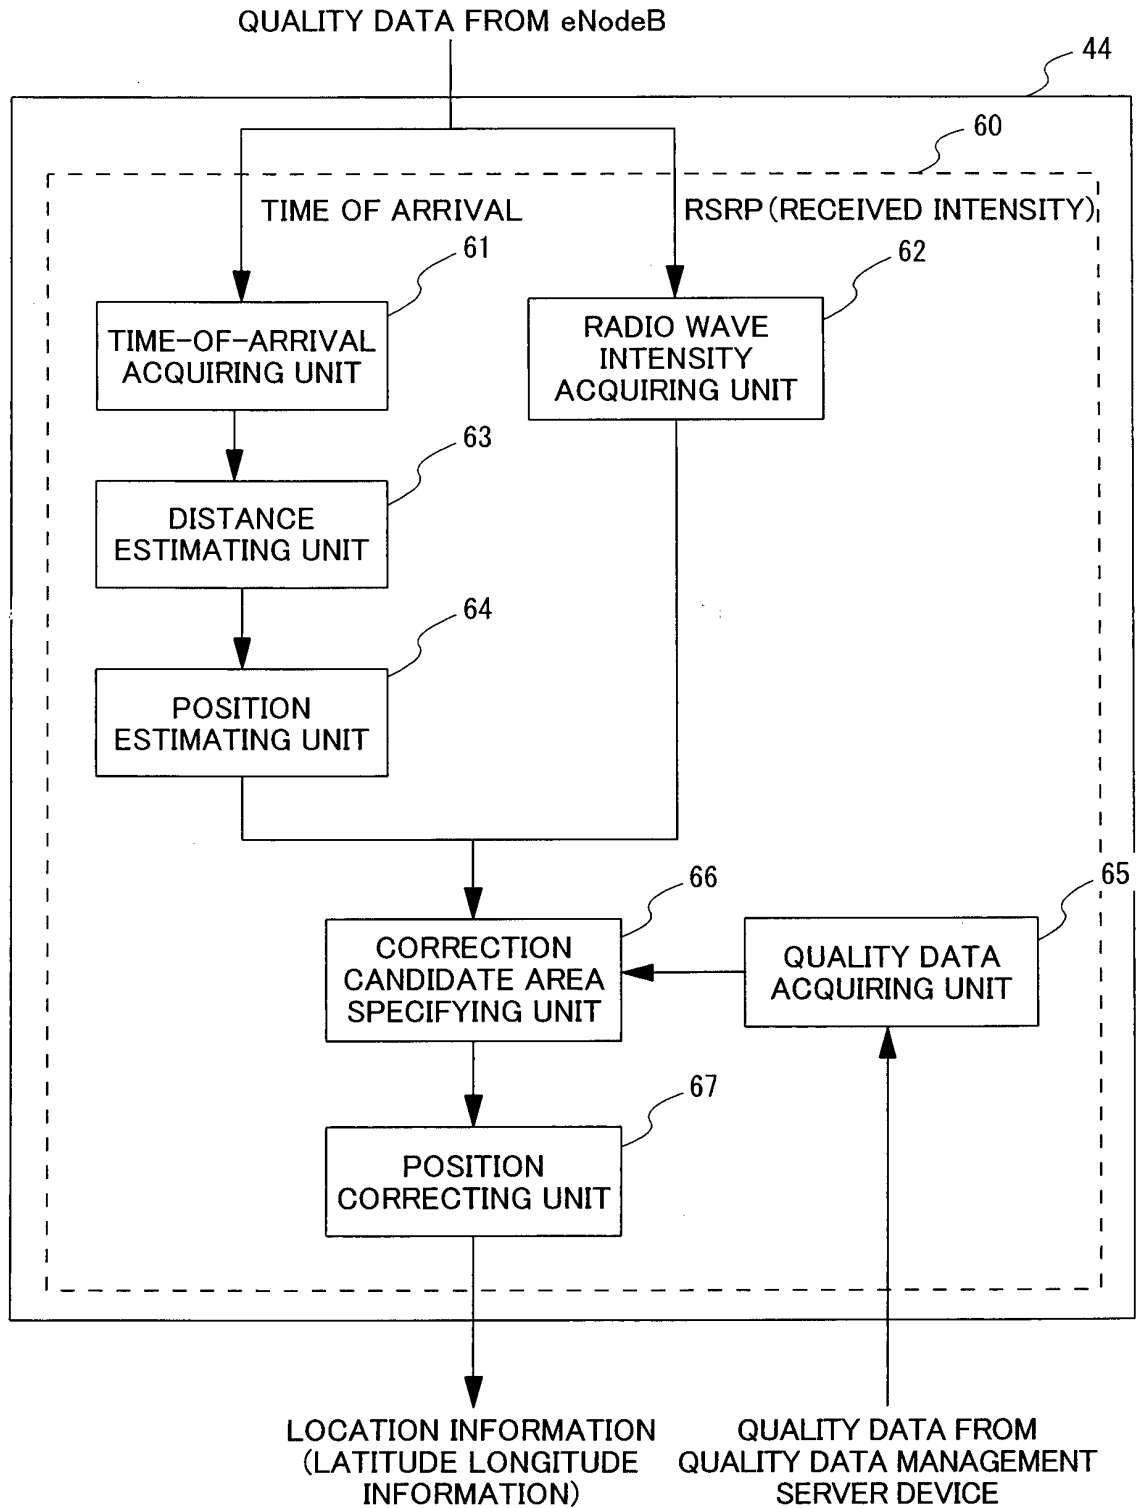 QUALITY DATA FROM eNodeB
44
60
TIME OF ARRIVAL
RSRP (RECEIVED INTENSITY)
61
62
TIME-OF-ARRIVAL
ACQUIRING UNIT
RADIO WAVE
INTENSITY
ACQUIRING UNIT
63
DISTANCE
ESTIMATING UNIT
64
POSITION
ESTIMATING UNIT
66
65
CORRECTION
CANDIDATE AREA
SPECIFYING UNIT
QUALITY DATA
ACQUIRING UNIT
67
POSITION
CORRECTING UNIT
LOCATION INFORMATION
(LATITUDE LONGITUDE
INFORMATION)
QUALITY DATA FROM
QUALITY DATA MANAGEMENT
SERVER DEVICE